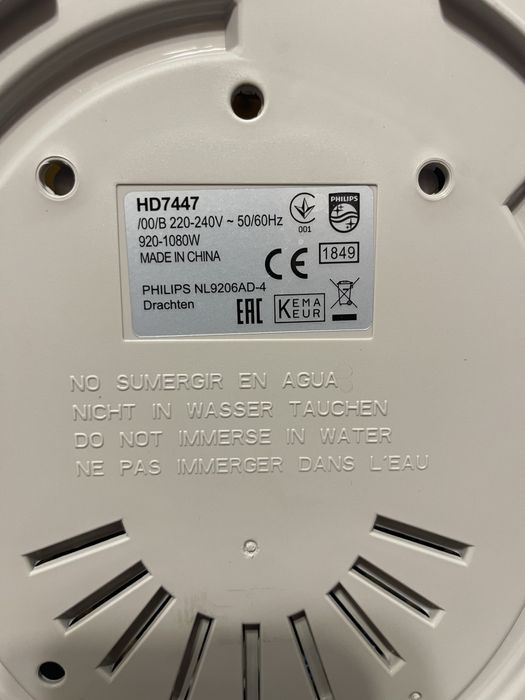 HD7447
/00/B 220-240V ~ 50/60Hz
920-1080W
MADE IN CHINA
001
PHILIPS
CE
1849
PHILIPS NL9206AD-4
Drachten
EAC
KEMA
KEUR
NO SUMERGIR EN AGUA
NICHT IN WASSER TAUCHEN
DO NOT IMMERSE IN WATER
NE PAS IMMERGER DANS L'EAU